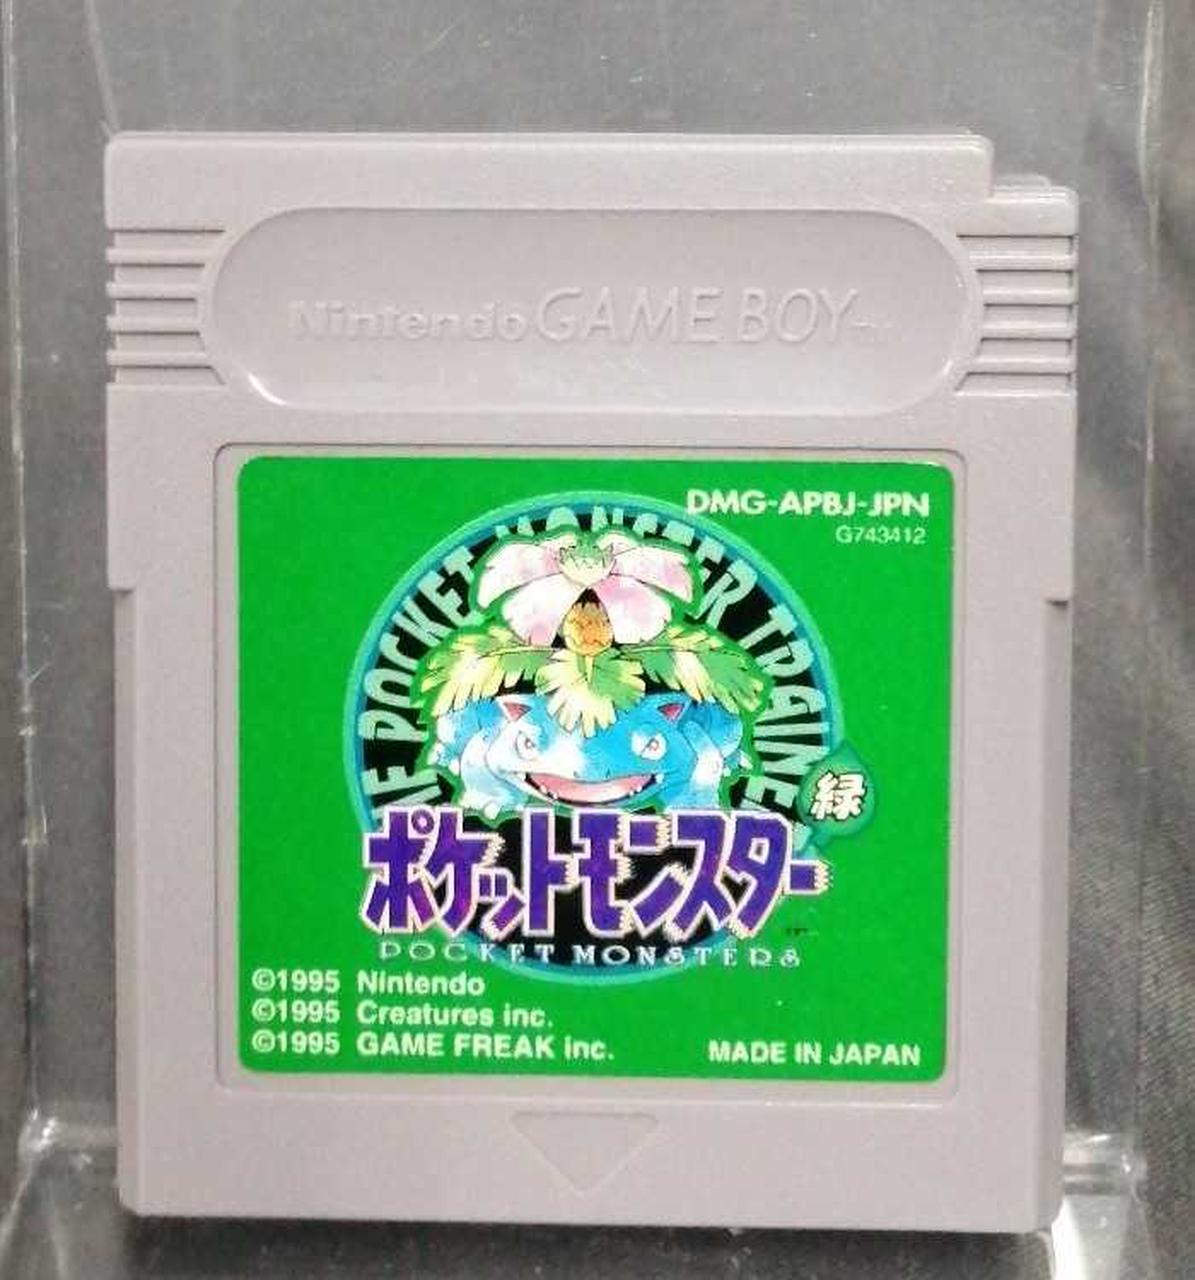 Nintendo GAME BOY™
DMG-APBJ-JPN
G743412
POCKET MONSTER TRAINER
緑
ポケットモンスター
POCKET MONSTERS
©1995 Nintendo
©1995 Creatures inc.
©1995 GAME FREAK inc.
MADE IN JAPAN